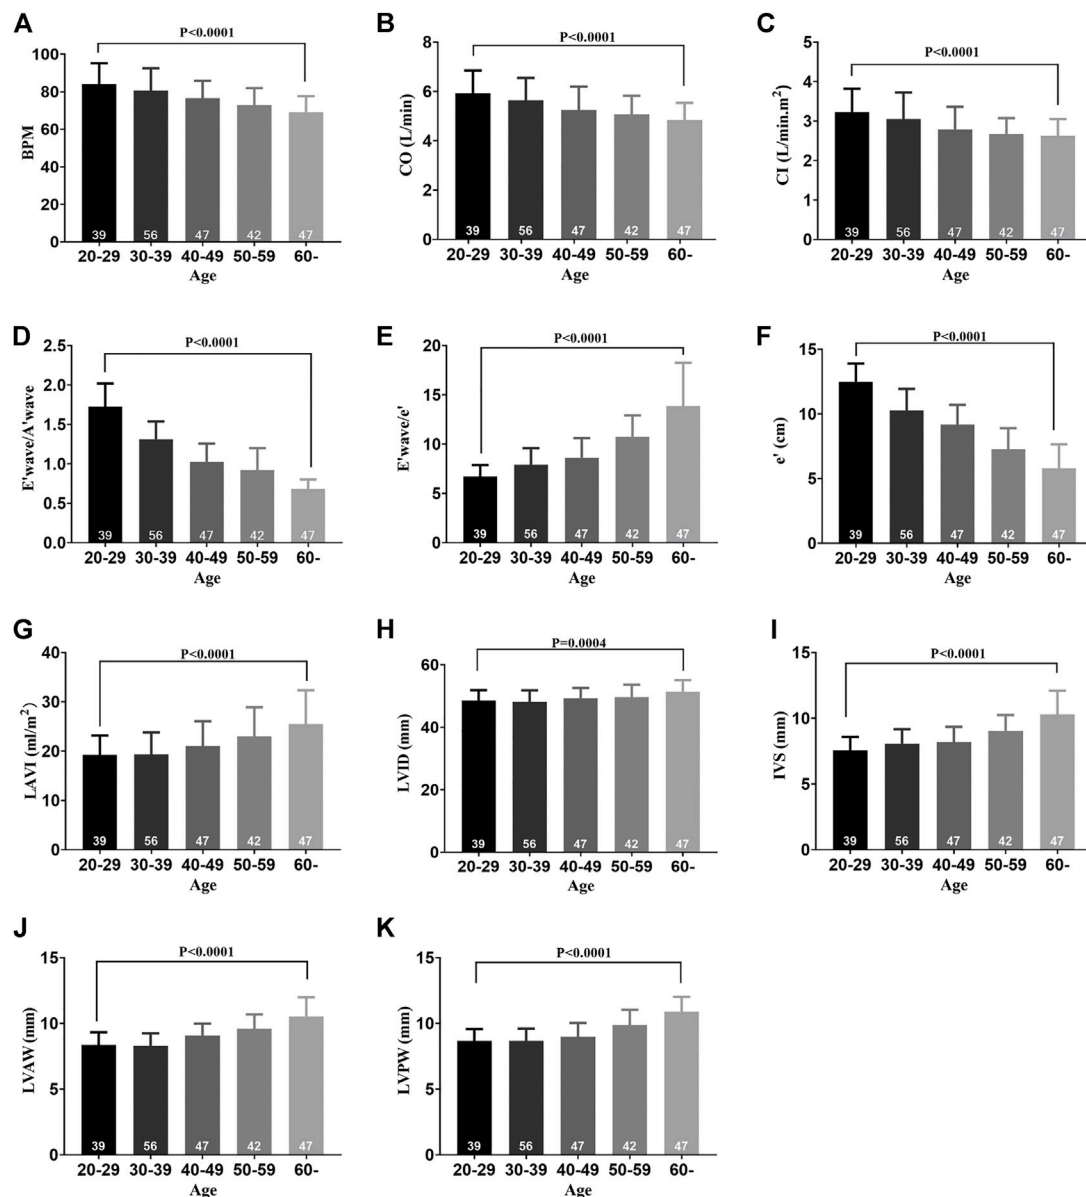 A
P<0.0001
BPM
100
80
60
40
20
0
39 56 47 42 47
20-29 30-39 40-49 50-59 60-
Age
B
P<0.0001
CO (L/min)
8
6
4
2
0
39 56 47 42 47
20-29 30-39 40-49 50-59 60-
Age
C
P<0.0001
CI (L/min.m²)
5
4
3
2
1
0
39 56 47 42 47
20-29 30-39 40-49 50-59 60-
Age
D
P<0.0001
E'wave/A'wave
2.5
2.0
1.5
1.0
0.5
0.0
39 56 47 42 47
20-29 30-39 40-49 50-59 60-
Age
E
P<0.0001
E'wave/e'
20
15
10
5
0
39 56 47 42 47
20-29 30-39 40-49 50-59 60-
Age
F
P<0.0001
e' (cm)
15
10
5
0
39 56 47 42 47
20-29 30-39 40-49 50-59 60-
Age
G
P<0.0001
LAVI (ml/m²)
40
30
20
10
0
39 56 47 42 47
20-29 30-39 40-49 50-59 60-
Age
H
P=0.0004
LVID (mm)
60
40
20
0
39 56 47 42 47
20-29 30-39 40-49 50-59 60-
Age
I
P<0.0001
IVS (mm)
15
10
5
0
39 56 47 42 47
20-29 30-39 40-49 50-59 60-
Age
J
P<0.0001
LVAW (mm)
15
10
5
0
39 56 47 42 47
20-29 30-39 40-49 50-59 60-
Age
K
P<0.0001
LVPW (mm)
15
10
5
0
39 56 47 42 47
20-29 30-39 40-49 50-59 60-
Age